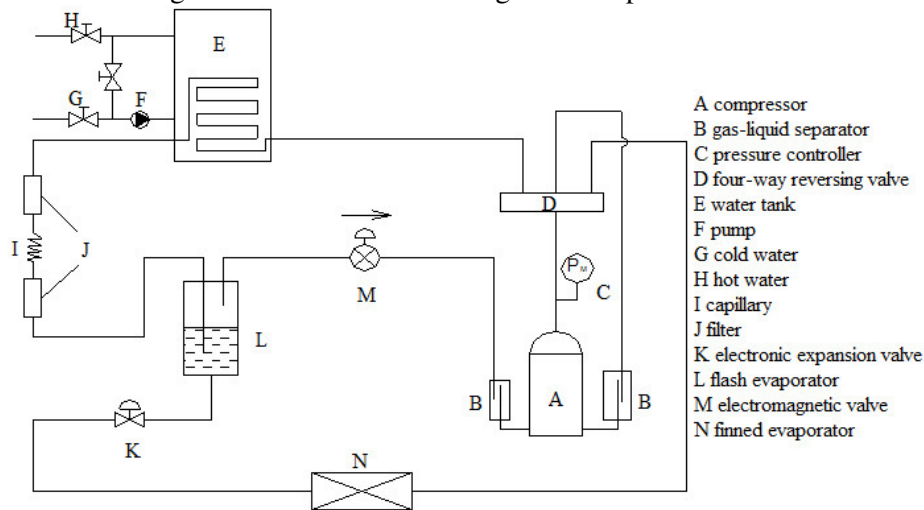 H
E
G
F
I
J
L
M
K
N
D
P M
C
B
A
B
A compressor
B gas-liquid separator
C pressure controller
D four-way reversing valve
E water tank
F pump
G cold water
H hot water
I capillary
J filter
K electronic expansion valve
L flash evaporator
M electromagnetic valve
N finned evaporator